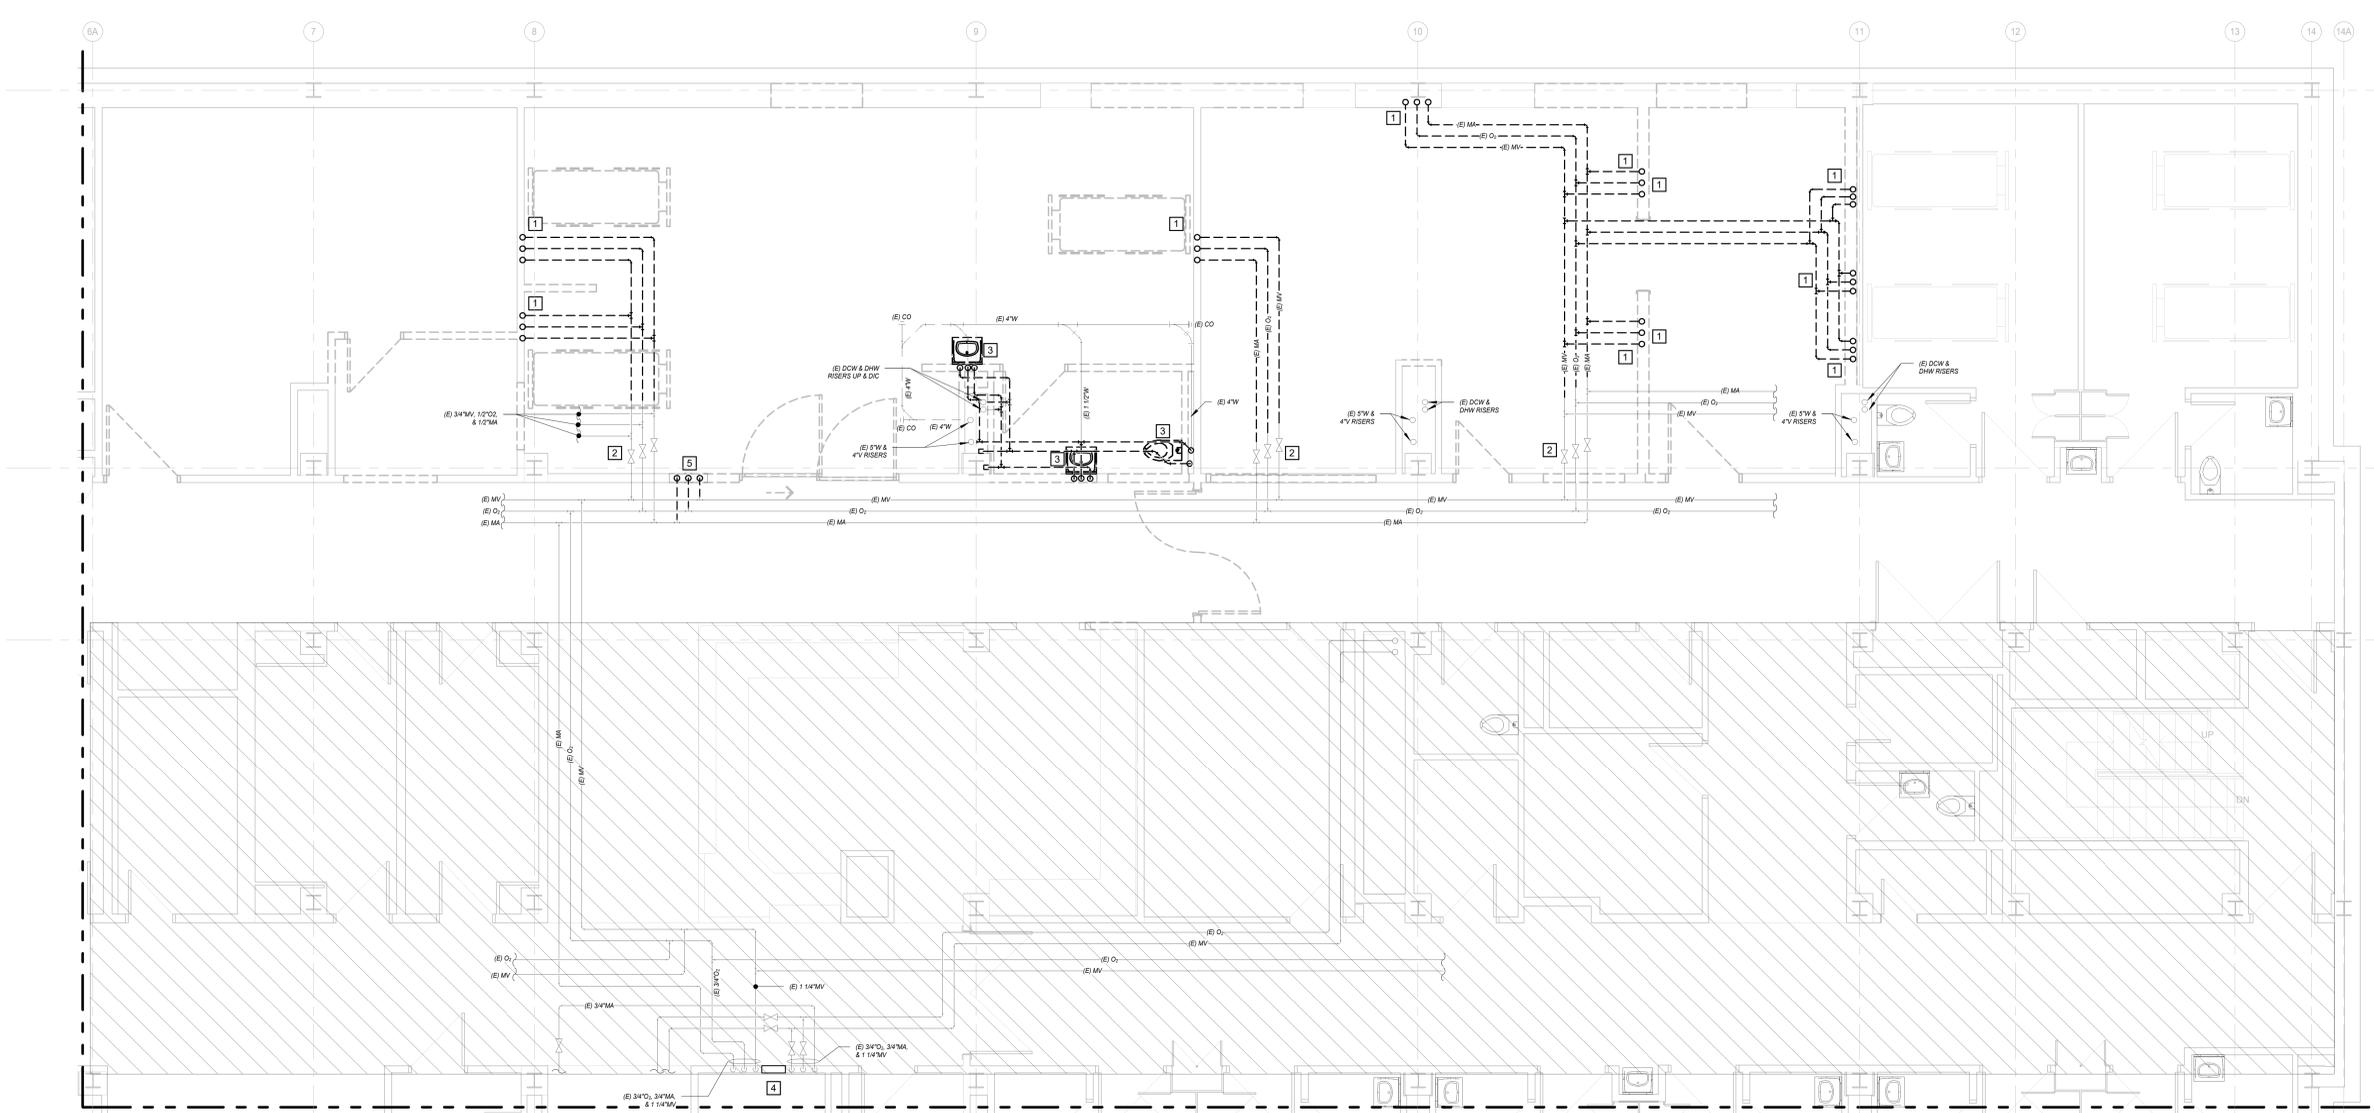 6A 7 8 9 10 11 12 13 14 14A
1
(E) MA
(E) O₂
(E) MV
1
1
1
1
1
1
1
(E) CO
(E) 4"W
(E) CO
(E) MV
(E) O₂
(E) MA
1
1
3
(E) DCW & DHW
RISERS UP & DIC
(E) 4"W
(E) 1 1/2"W
(E) MV
(E) O₂
(E) MA
1
(E) DCW &
DHW RISERS
(E) MA
(E) O₂
(E) MV
(E) 4"W
(E) DCW &
DHW RISERS
(E) 3/4"MV, 1/2"O2,
& 1/2"MA
(E) CO
(E) 4"W
(E) 5"W &
4"V RISERS
3
(E) 5"W &
4"V RISERS
(E) 5"W &
4"V RISERS
2
5
3
2
2
(E) MV
(E) MV
(E) MV
(E) MV
(E) O₂
(E) O₂
(E) O₂
(E) O₂
(E) MA
(E) MA
(E) MA
(E) MA
(E) O₂
(E) MV
UP
DN
(E) O₂
(E) MV
(E) O₂
(E) MV
(E) O₂
(E) MV
(E) 3/4"O₂
(E) 1 1/4"MV
(E) 3/4"MA
(E) 3/4"O₂, 3/4"MA,
& 1 1/4"MV
4
(E) 3/4"O₂, 3/4"MA,
& 1 1/4"MV